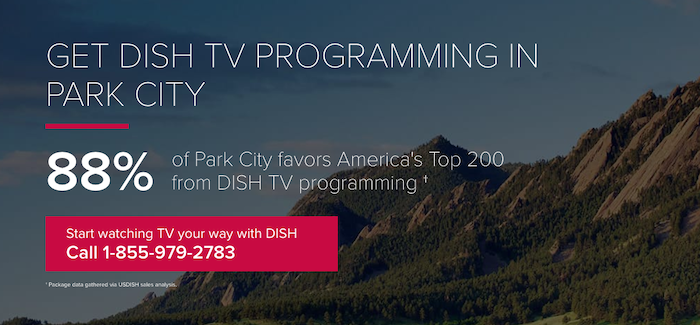 GET DISH TV PROGRAMMING IN
PARK CITY
88%
of Park City favors America's Top 200
from DISH TV programming †
Start watching TV your way with DISH
Call 1-855-979-2783
† Package data gathered via USDISH sales analysis.